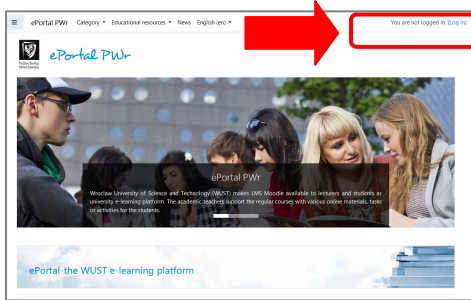 ePortal PWr Category Educational resources News English (en) You are not logged in. (Log in)
Politechnika
Wrocławska
ePortal PWr
ePortal PWr
Wroclaw University of Science and Technology (WUST) makes LMS Moodle available to lecturers and students as
university e-learning platform. The academic teachers support the regular courses with various online materials, tasks
or activities for the students.
ePortal-the WUST e-learning platform